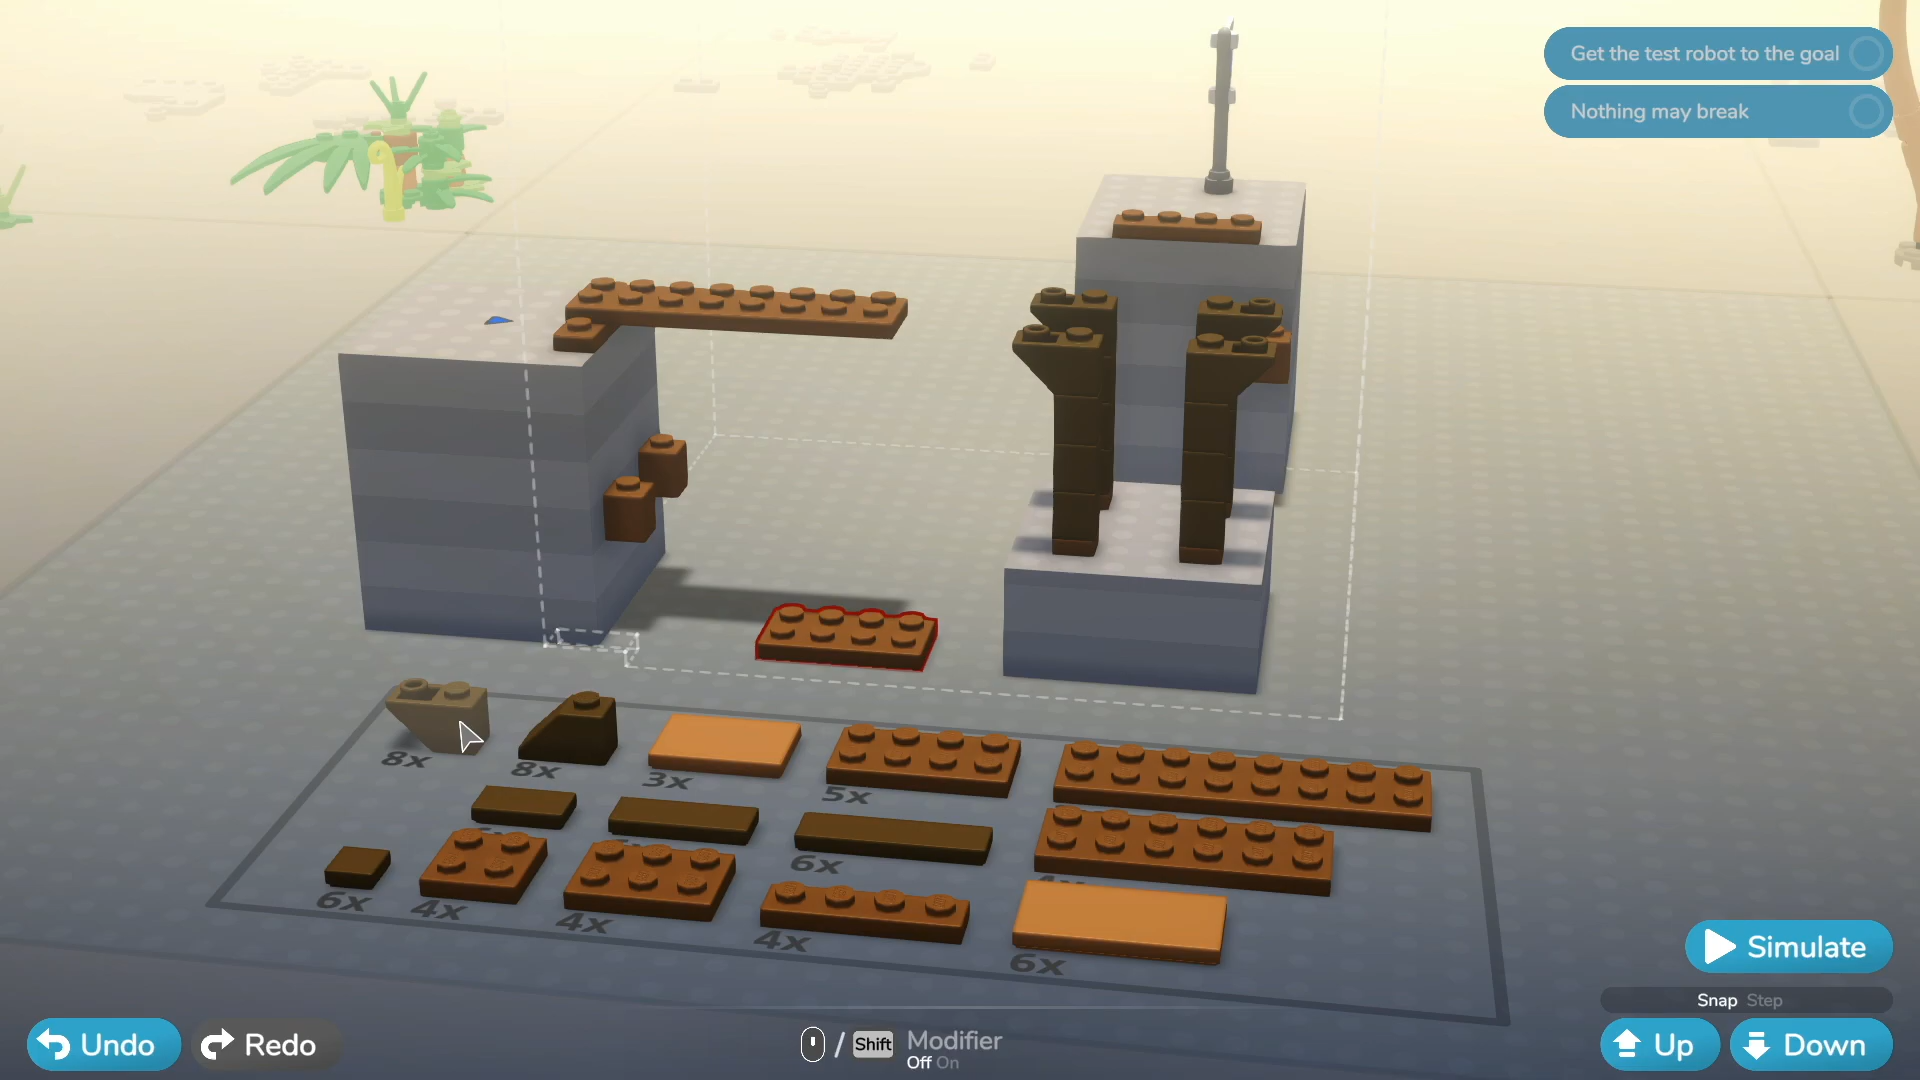 Get the test robot to the goal
Nothing may break
8x
8x
3x
5x
6x
6x
4x
4x
4x
6x
Simulate
Snap Step
Undo
Redo
Shift
Modifier
Off On
Up
Down